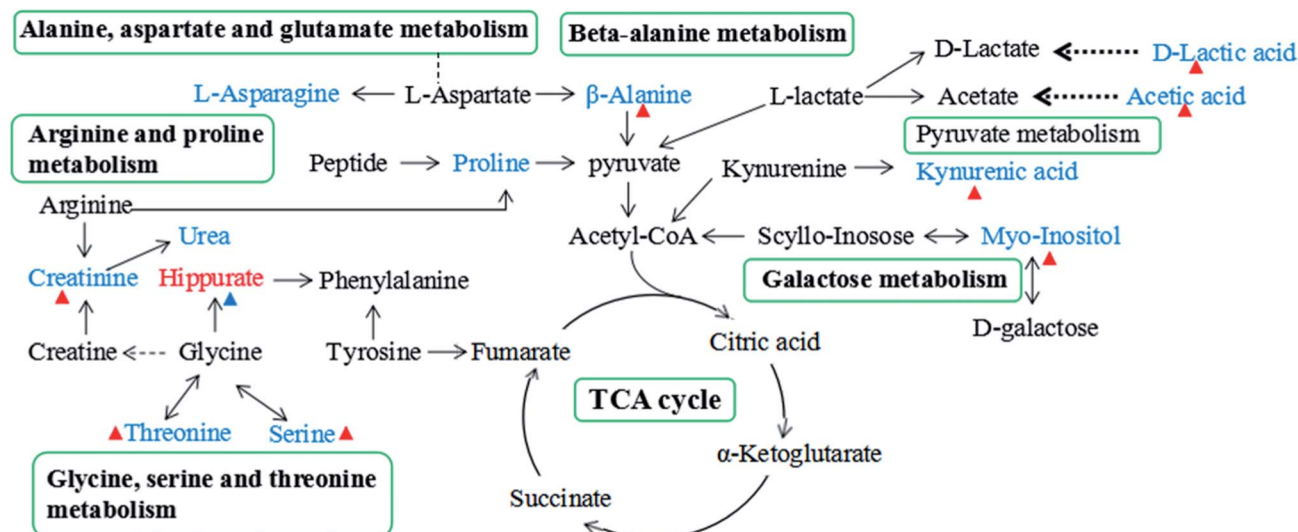 Alanine, aspartate and glutamate metabolism
Beta-alanine metabolism
D-Lactate
D-Lactic acid
L-Asparagine
L-Aspartate
β-Alanine
L-lactate
Acetate
Acetic acid
Arginine and proline
metabolism
Pyruvate metabolism
Peptide
Proline
pyruvate
Kynurenine
Kynurenic acid
Arginine
Urea
Acetyl-CoA
Scyllo-Inosose
Myo-Inositol
Creatinine
Hippurate
Phenylalanine
Galactose metabolism
D-galactose
Creatine
Glycine
Tyrosine
Fumarate
Citric acid
TCA cycle
Threonine
Serine
α-Ketoglutarate
Glycine, serine and threonine
metabolism
Succinate